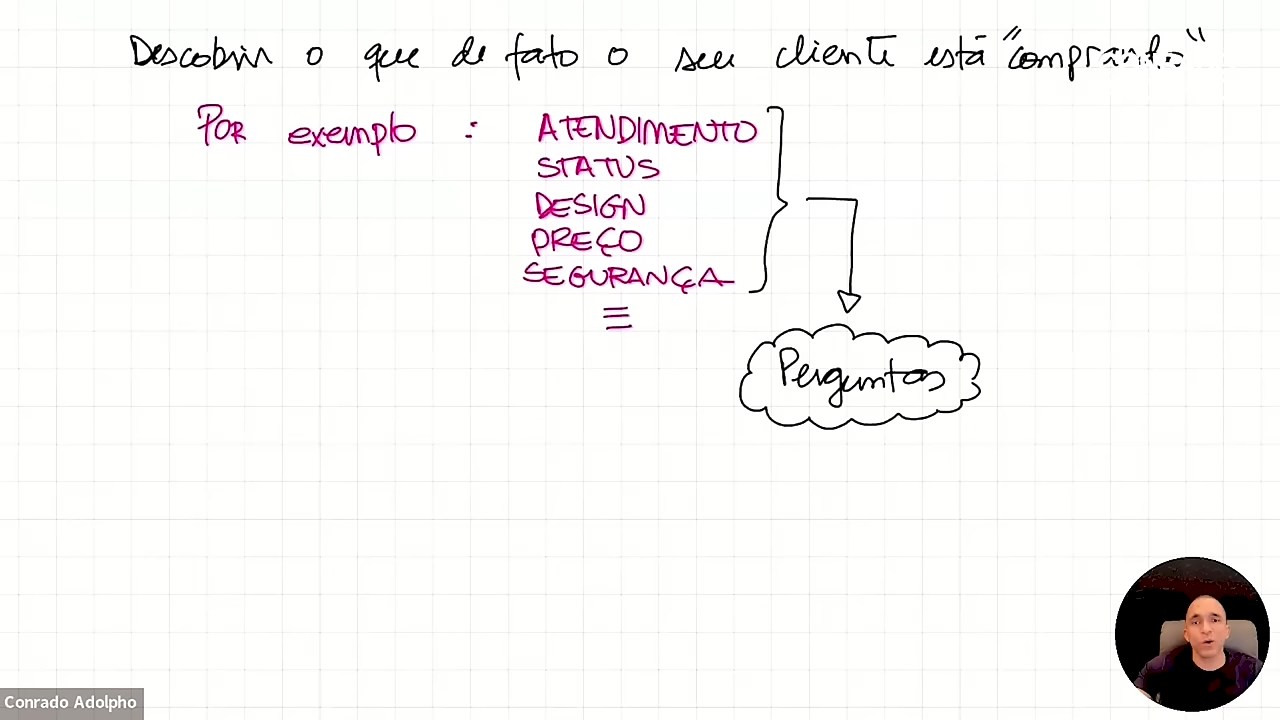 Descobrir o que de fato o seu cliente está "comprando"
Por exemplo : ATENDIMENTO
STATUS
DESIGN
PREÇO
SEGURANÇA
Perguntas
Conrado Adolpho